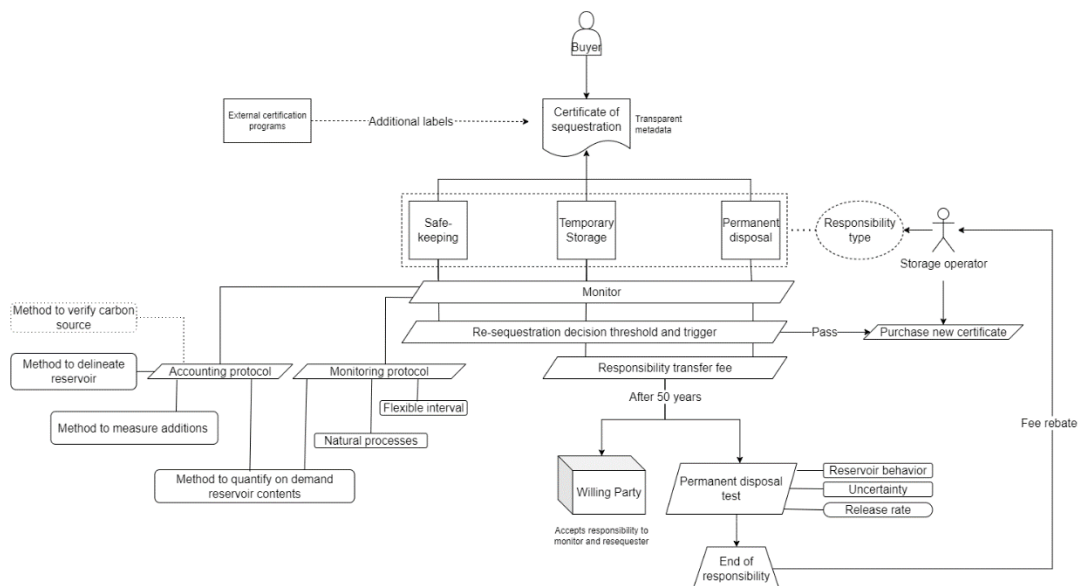 Buyer
External certification
programs
Additional labels
Certificate of
sequestration
Transparent
metadata
Safe-
keeping
Temporary
Storage
Permanent
disposal
Responsibility
type
Storage operator
Monitor
Method to verify carbon
source
Re-sequestration decision threshold and trigger
Pass
Purchase new certificate
Method to delineate
reservoir
Accounting protocol
Monitoring protocol
Responsibility transfer fee
After 50 years
Flexible interval
Method to measure additions
Natural processes
Fee rebate
Method to quantify on demand
reservoir contents
Willing Party
Permanent disposal
test
Reservoir behavior
Uncertainty
Release rate
Accepts responsibility to
monitor and resequester
End of
responsibility